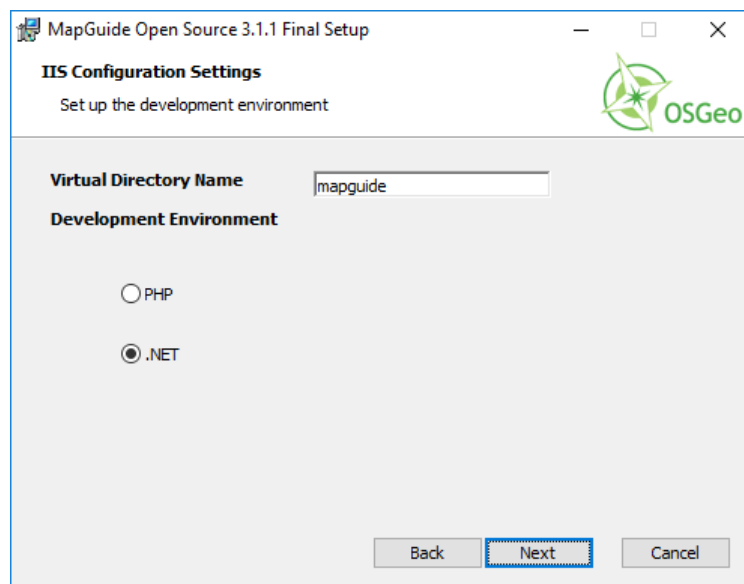 MapGuide Open Source 3.1.1 Final Setup
IIS Configuration Settings
Set up the development environment
OSGeo
Virtual Directory Name
mapguide
Development Environment
PHP
.NET
Back
Next
Cancel